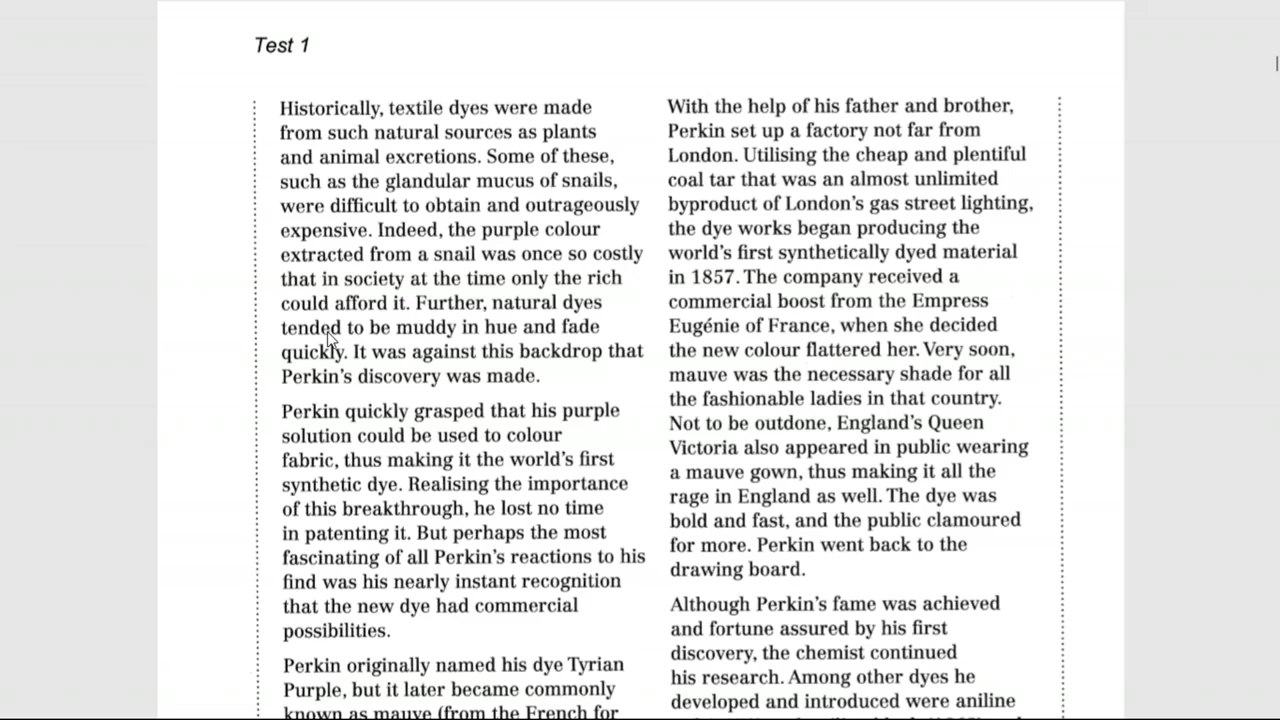 Test 1
Historically, textile dyes were made
from such natural sources as plants
and animal excretions. Some of these,
such as the glandular mucus of snails,
were difficult to obtain and outrageously
expensive. Indeed, the purple colour
extracted from a snail was once so costly
that in society at the time only the rich
could afford it. Further, natural dyes
tended to be muddy in hue and fade
quickly. It was against this backdrop that
Perkin's discovery was made.
Perkin quickly grasped that his purple
solution could be used to colour
fabric, thus making it the world's first
synthetic dye. Realising the importance
of this breakthrough, he lost no time
in patenting it. But perhaps the most
fascinating of all Perkin's reactions to his
find was his nearly instant recognition
that the new dye had commercial
possibilities.
Perkin originally named his dye Tyrian
Purple, but it later became commonly
known as mauve (from the French for
With the help of his father and brother,
Perkin set up a factory not far from
London. Utilising the cheap and plentiful
coal tar that was an almost unlimited
byproduct of London's gas street lighting,
the dye works began producing the
world's first synthetically dyed material
in 1857. The company received a
commercial boost from the Empress
Eugénie of France, when she decided
the new colour flattered her. Very soon,
mauve was the necessary shade for all
the fashionable ladies in that country.
Not to be outdone, England's Queen
Victoria also appeared in public wearing
a mauve gown, thus making it all the
rage in England as well. The dye was
bold and fast, and the public clamoured
for more. Perkin went back to the
drawing board.
Although Perkin's fame was achieved
and fortune assured by his first
discovery, the chemist continued
his research. Among other dyes he
developed and introduced were aniline